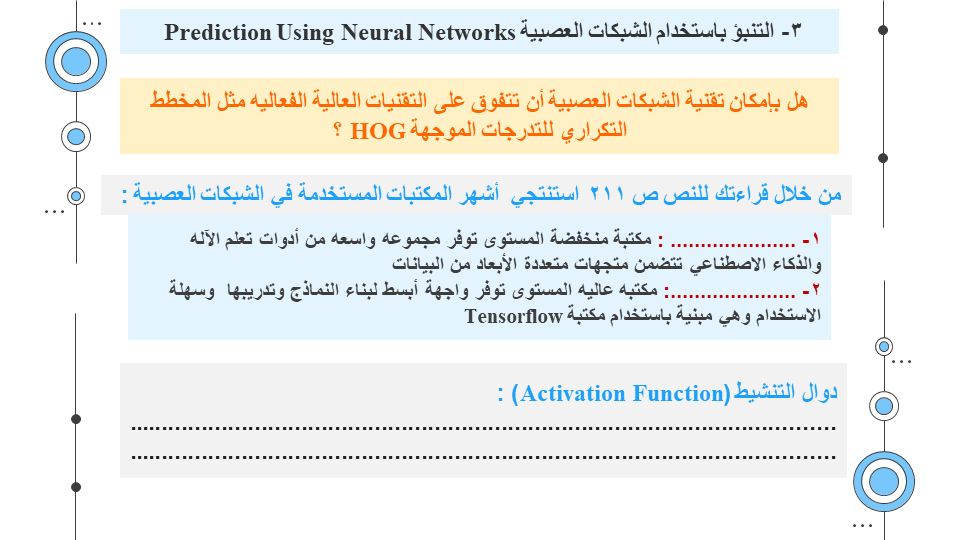 ٣- التنبؤ باستخدام الشبكات العصبية Prediction Using Neural Networks
هل بإمكان تقنية الشبكات العصبية أن تتفوق على التقنيات العالية الفعاليه مثل المخطط
التكراري للتدرجات الموجهة HOG ؟
من خلال قراءتك للنص ص ٢١١ استنتجي أشهر المكتبات المستخدمة في الشبكات العصبية :
١- ..................... : مكتبة منخفضة المستوى توفر مجموعه واسعه من أدوات تعلم الآله
والذكاء الاصطناعي تتضمن متجهات متعددة الأبعاد من البيانات
٢- .....................: مكتبه عاليه المستوى توفر واجهة أبسط لبناء النماذج وتدريبها وسهلة
الاستخدام وهي مبنية باستخدام مكتبة Tensorflow
دوال التنشيط (Activation Function) :
..........................................................................................
..........................................................................................